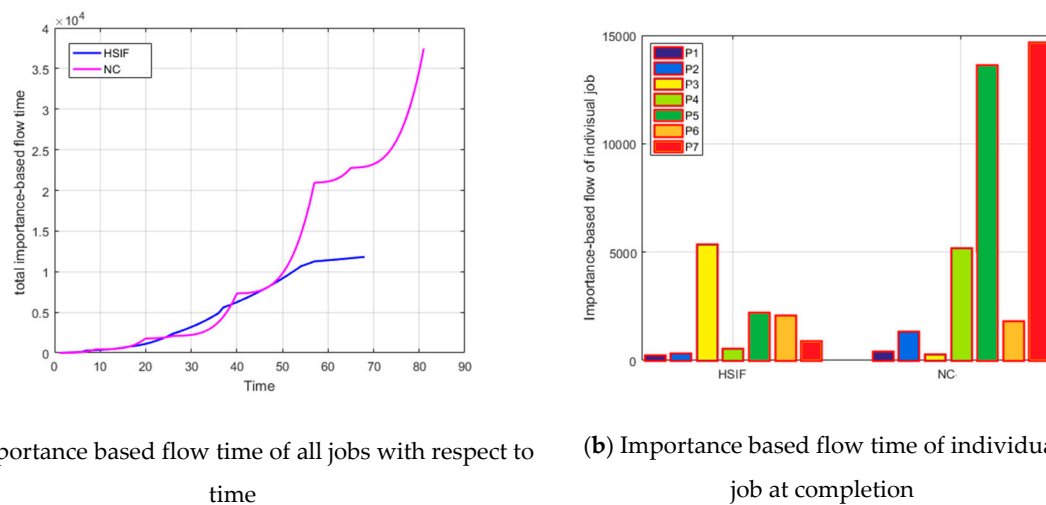 ×10⁴
4
3.5
3
2.5
2
1.5
1
0.5
0
0 10 20 30 40 50 60 70 80 90
Time
total importance-based flow time
HSIF
NC
15000
10000
5000
0
HSIF NC
Importance-based flow of indivisual job
P1
P2
P3
P4
P5
P6
P7
portance based flow time of all jobs with respect to
time
(b) Importance based flow time of individua
job at completion